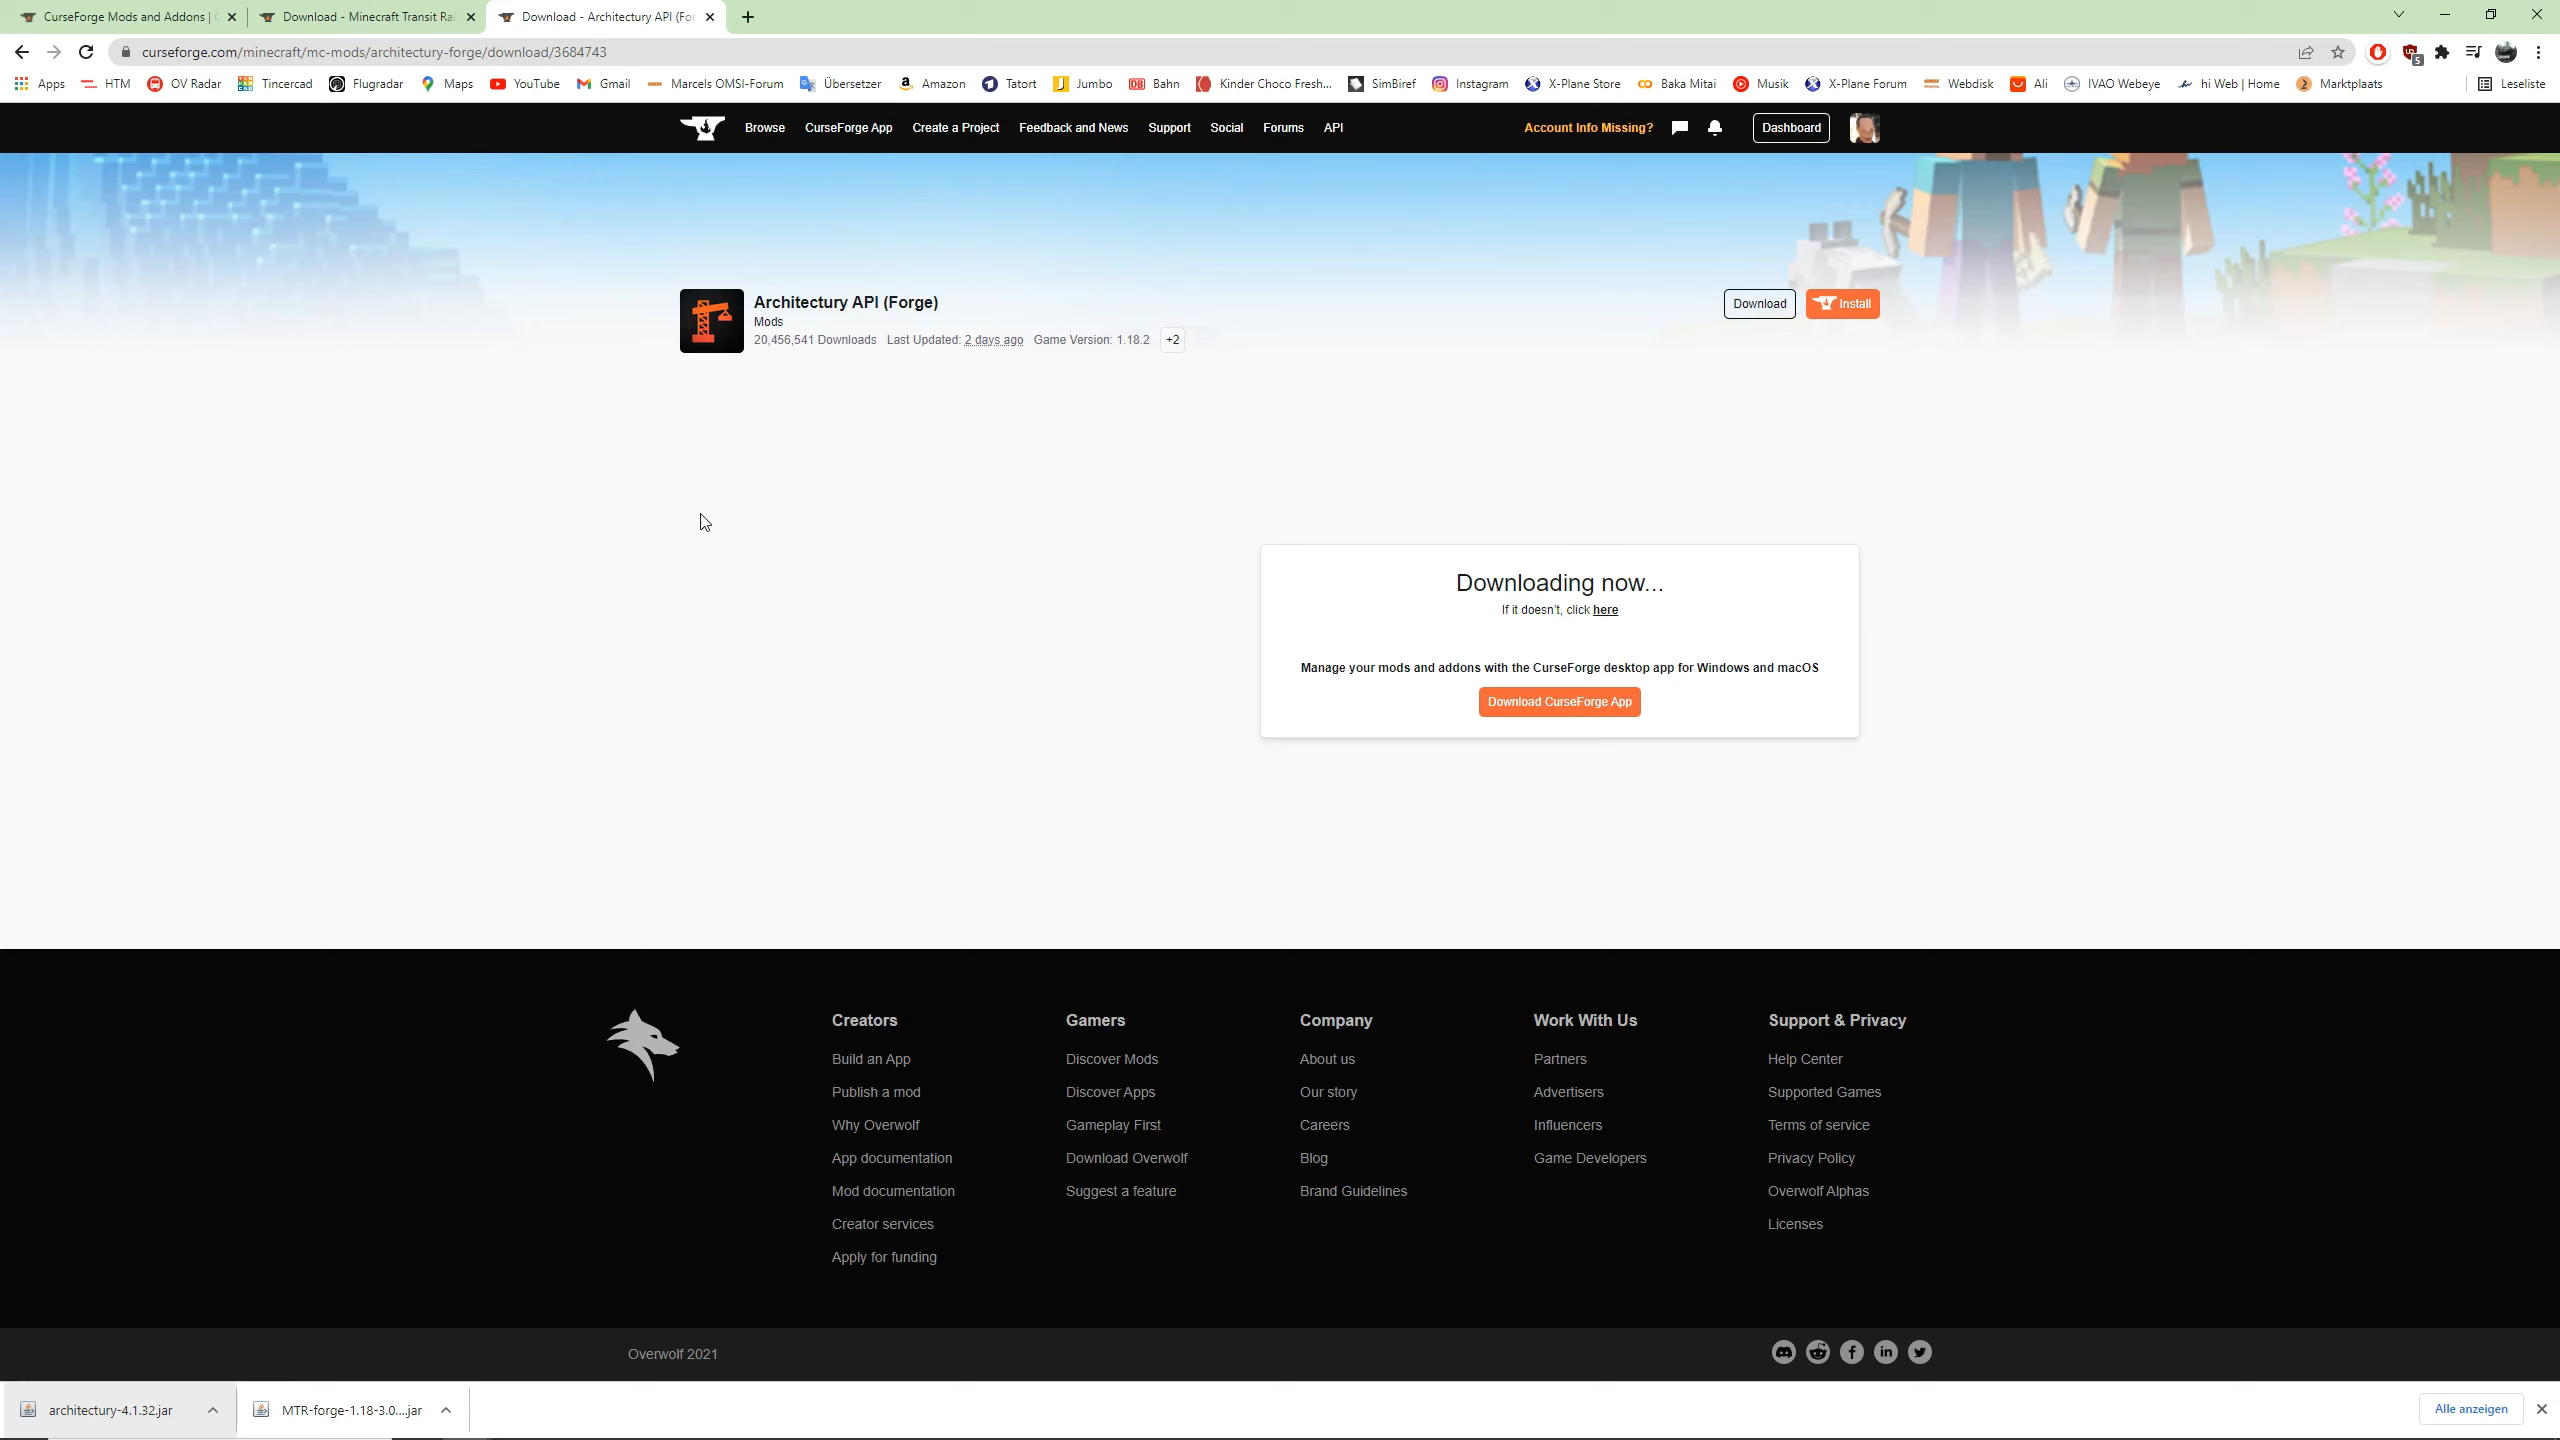 CurseForge Mods and Addons |
Download - Minecraft Transit Rai
Download - Architectury API (For
curseforge.com/minecraft/mc-mods/architectury-forge/download/3684743
5
Apps HTM OV Radar Tincercad Flugradar Maps YouTube Gmail Marcels OMSI-Forum Übersetzer Amazon Tatort Jumbo Bahn Kinder Choco Fresh... SimBiref Instagram X-Plane Store Baka Mitai Musik X-Plane Forum Webdisk Ali IVAO Webeye hi Web | Home Marktplaats Leseliste
Browse CurseForge App Create a Project Feedback and News Support Social Forums API Account Info Missing? Dashboard
Architectury API (Forge)
Download Install
Mods
20,456,541 Downloads Last Updated: 2 days ago Game Version: 1.18.2 +2
Downloading now...
If it doesn't, click here
Manage your mods and addons with the CurseForge desktop app for Windows and macOS
Download CurseForge App
Creators
Build an App
Publish a mod
Why Overwolf
App documentation
Mod documentation
Creator services
Apply for funding
Gamers
Discover Mods
Discover Apps
Gameplay First
Download Overwolf
Suggest a feature
Company
About us
Our story
Careers
Blog
Brand Guidelines
Work With Us
Partners
Advertisers
Influencers
Game Developers
Support & Privacy
Help Center
Supported Games
Terms of service
Privacy Policy
Overwolf Alphas
Licenses
Overwolf 2021
architectury-4.1.32.jar
MTR-forge-1.18-3.0....jar
Alle anzeigen